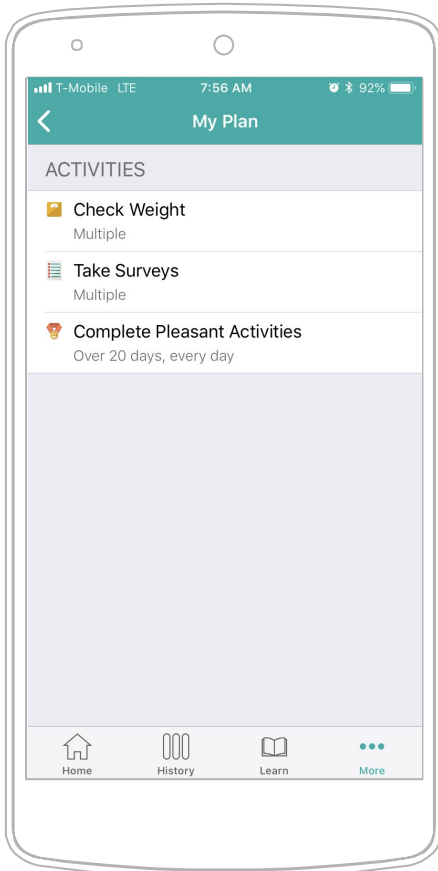 T-Mobile LTE 7:56 AM 92%
My Plan
ACTIVITIES
Check Weight
Multiple
Take Surveys
Multiple
Complete Pleasant Activities
Over 20 days, every day
Home History Learn More